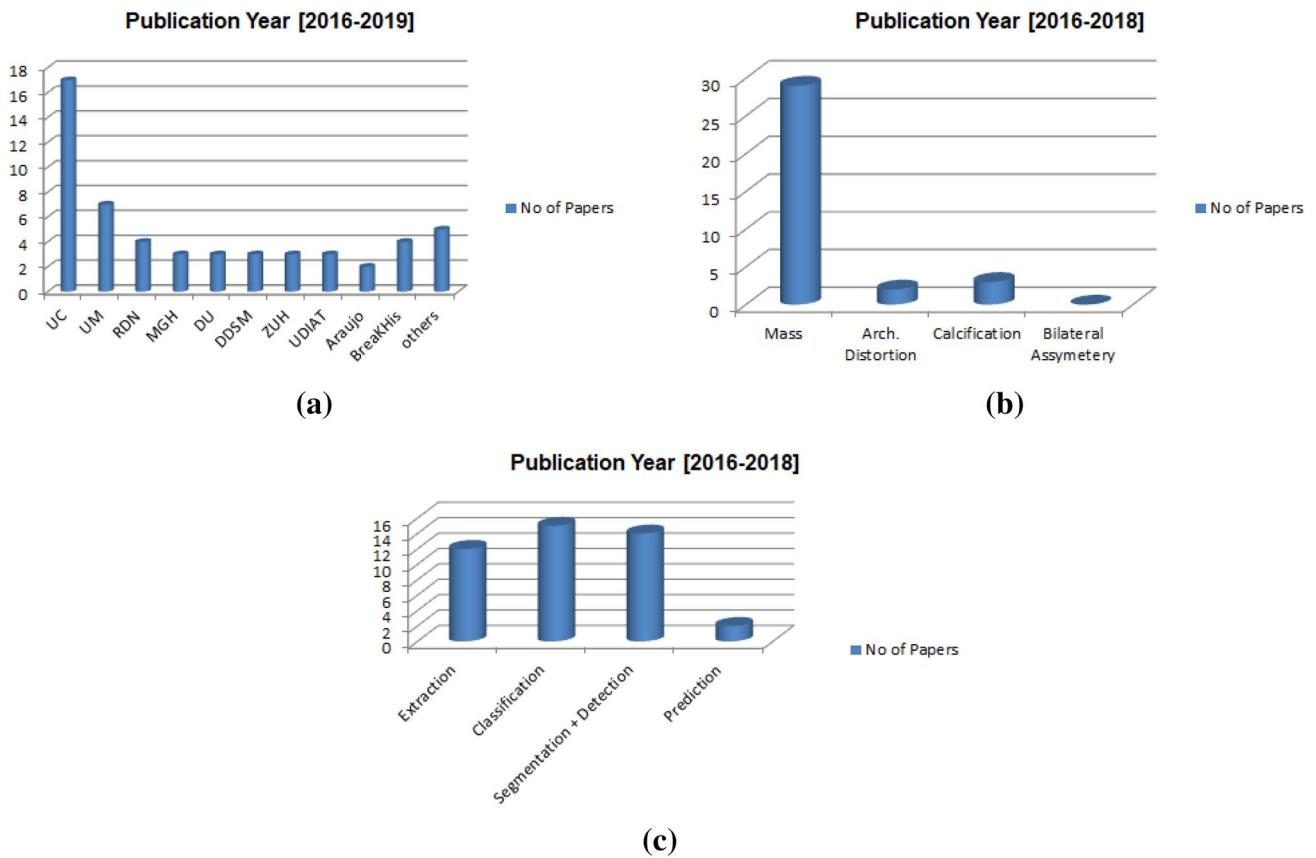 Publication Year [2016-2019]
18
16
14
12
10
8
6
4
2
0
UC
UM
RDN
MGH
DU
DDSM
ZUH
UDIAT
Araujo
BreaKHis
others
No of Papers
(a)
Publication Year [2016-2018]
30
25
20
15
10
5
0
Mass
Arch.
Distortion
Calcification
Bilateral
Assymetery
No of Papers
(b)
Publication Year [2016-2018]
16
14
12
10
8
6
4
2
0
Extraction
Classification
Segmentation + Detection
Prediction
No of Papers
(c)